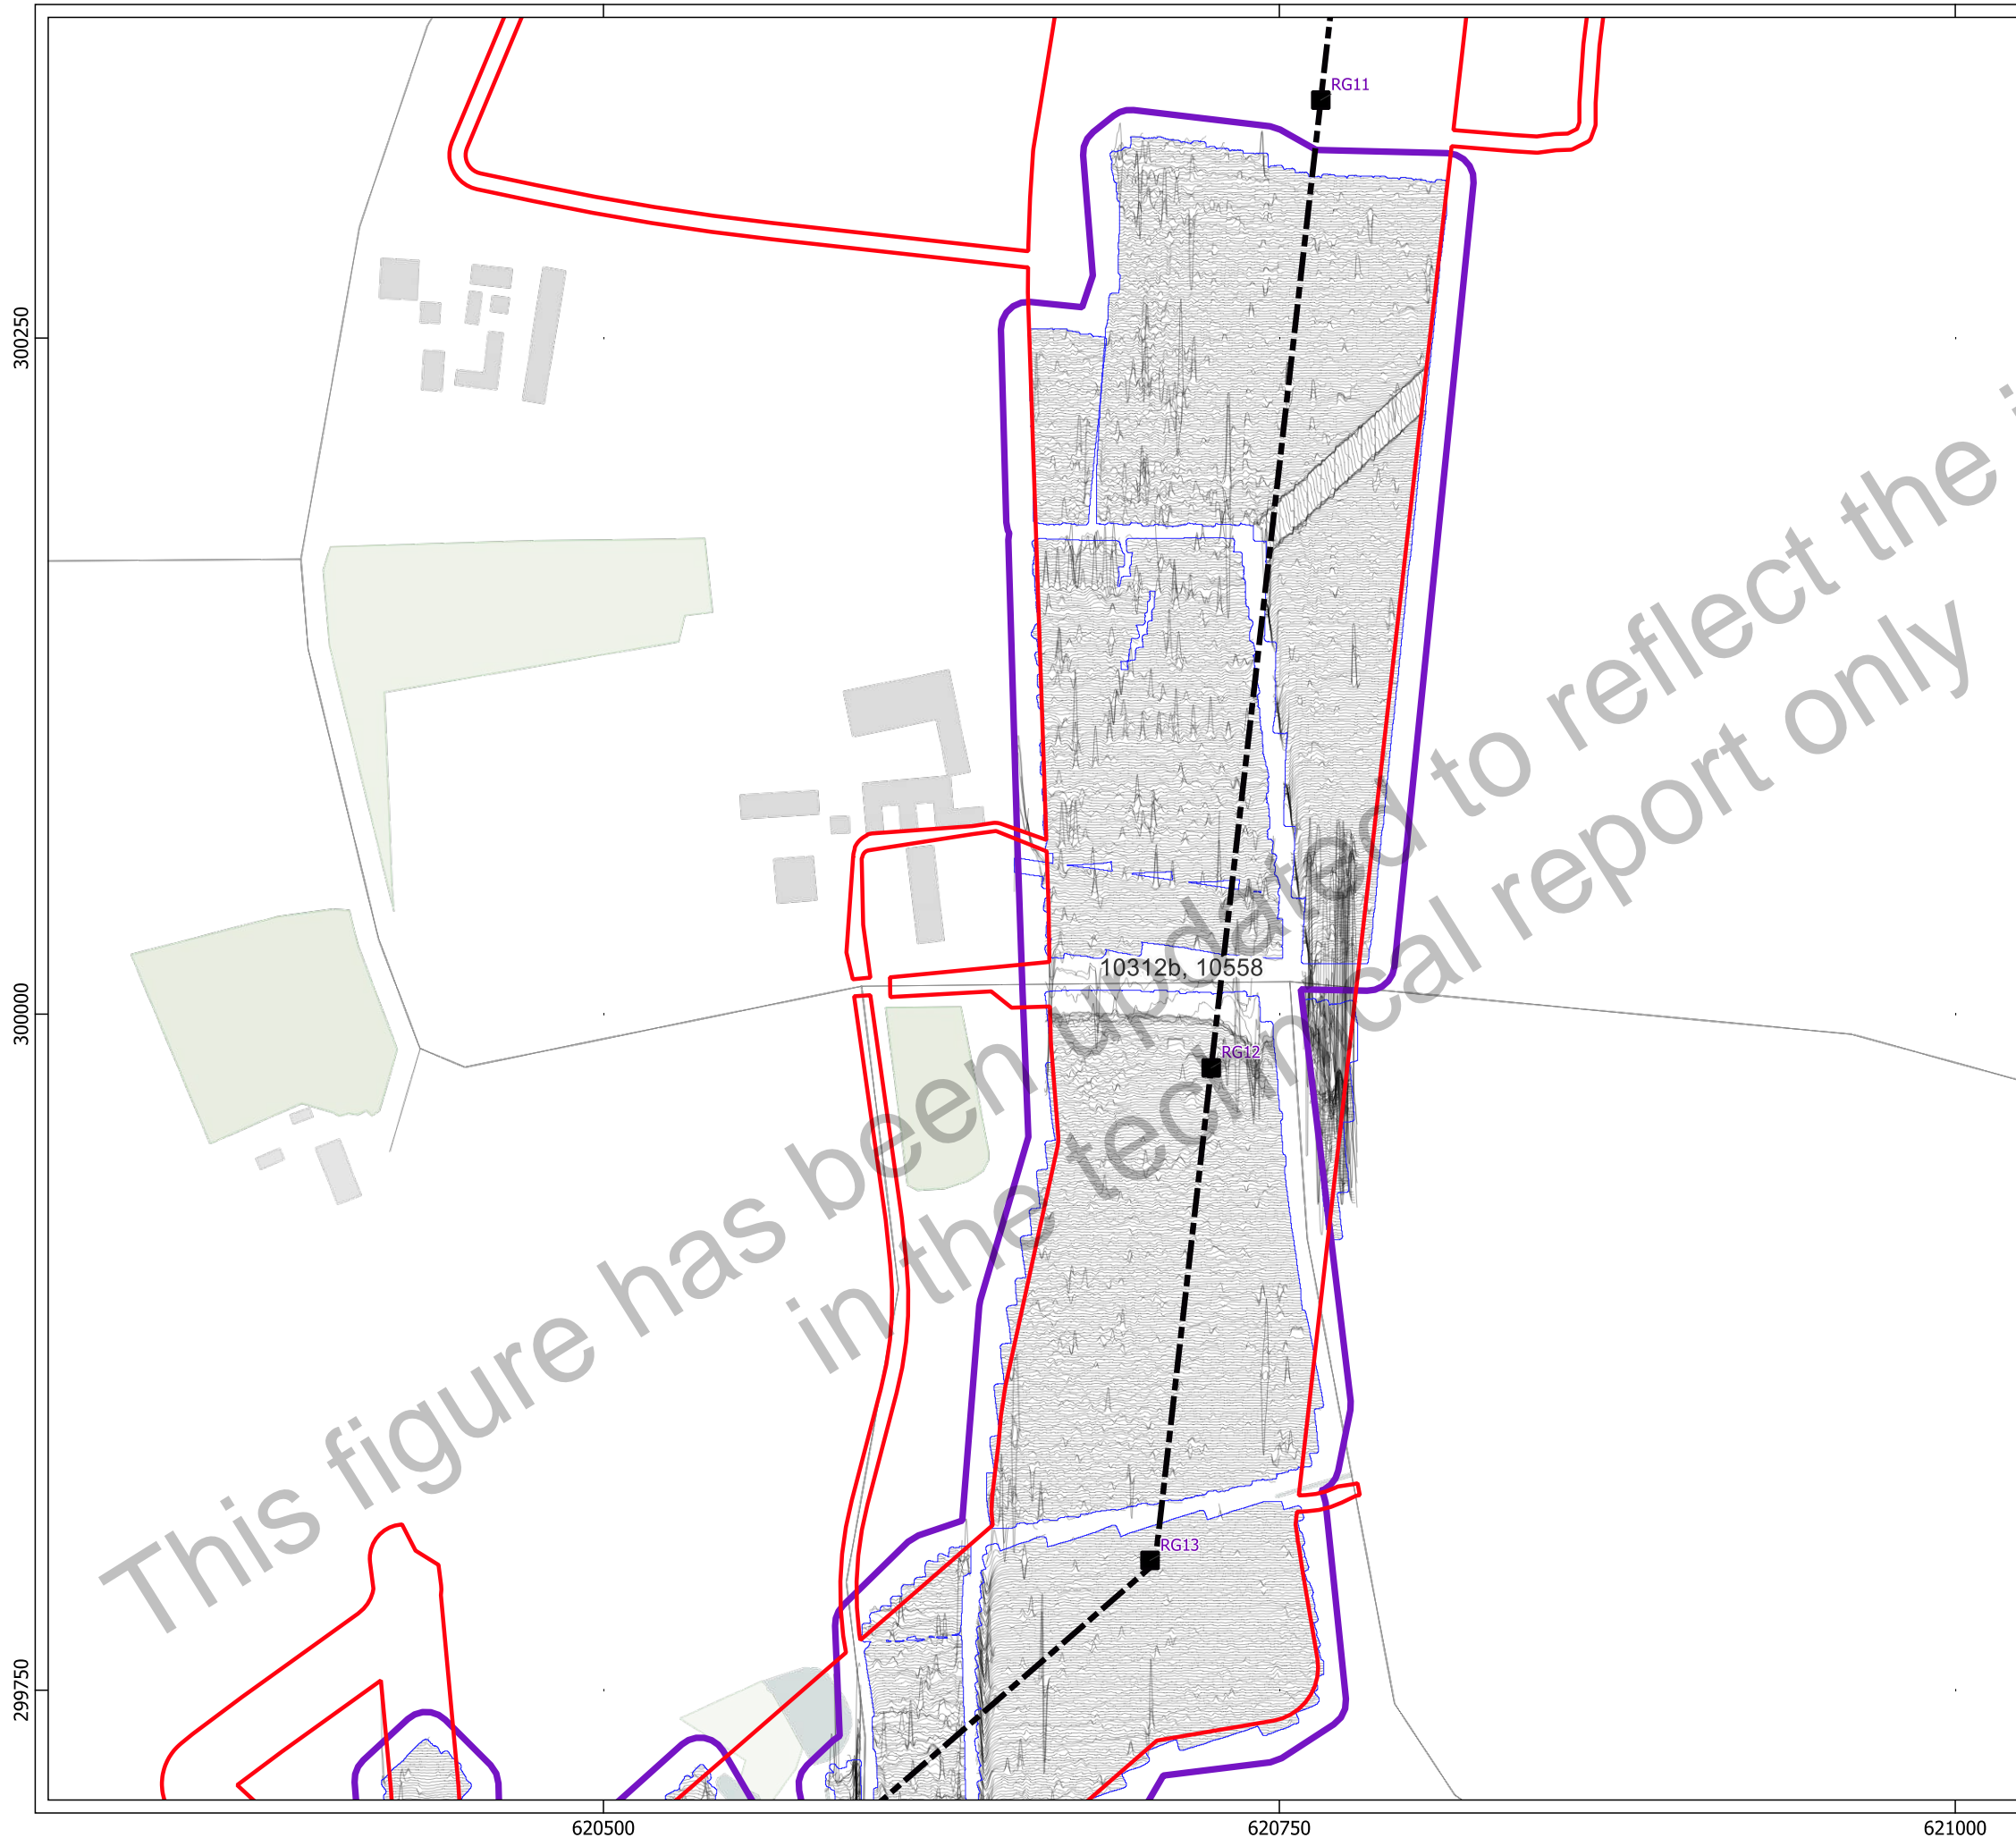 RG11
300250
10312b, 10558
300000
RG12
RG13
299750
620500
620750
621000
This figure has been updated to reflect the
in the technical report only